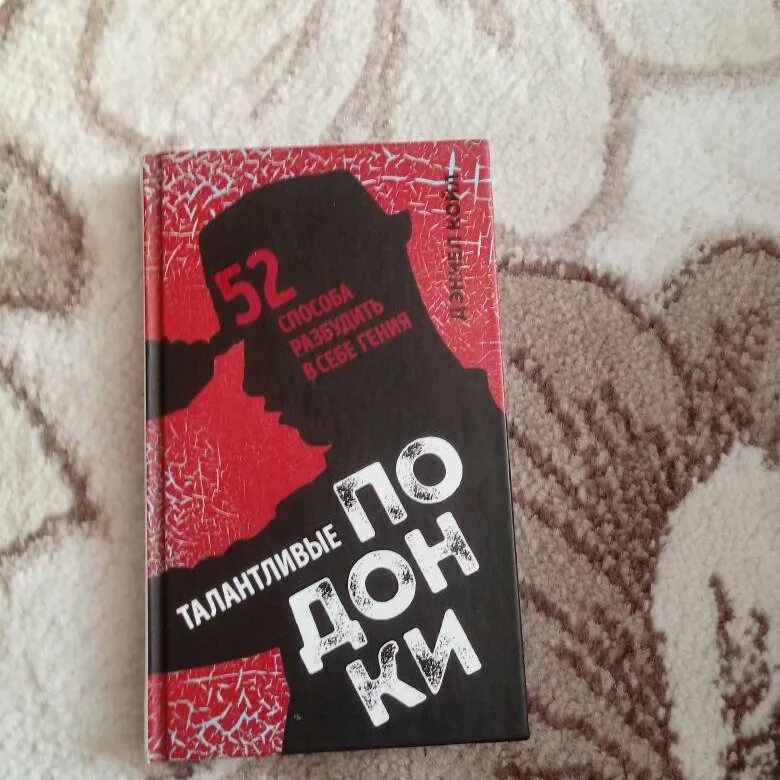 ДЭНИЕЛ КОЙЛ
52
СПОСОБА
РАЗБУДИТЬ
В СЕБЕ ГЕНИЯ
ТАЛАНТЛИВЫЕ
ПО
ДОН
КИ